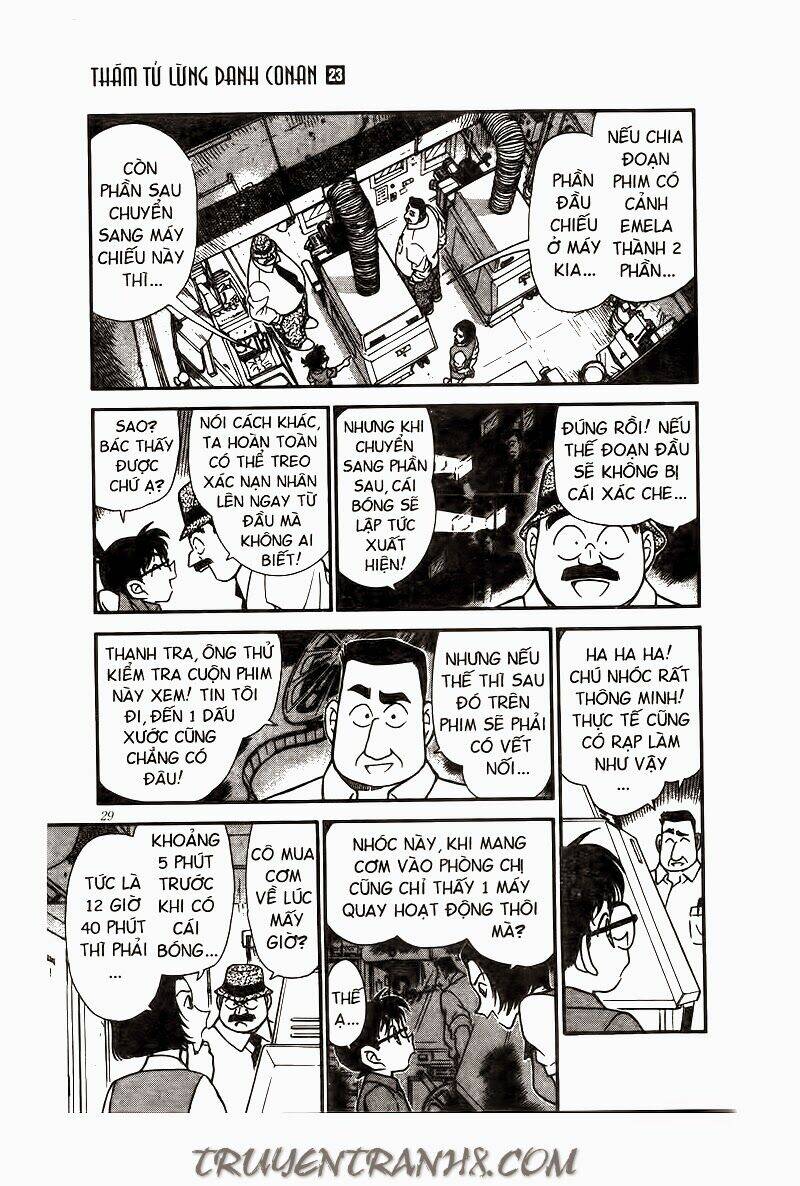 THÁM TỬ LỪNG DANH CONAN 23
NẾU CHIA
ĐOẠN
PHIM CÓ
CẢNH
EMELA
THÀNH 2
PHẦN...
PHẦN
ĐẦU
CHIẾU
Ở MÁY
KIA...
CÒN
PHẦN SAU
CHUYỂN
SANG MÁY
CHIẾU NÀY
THÌ...
SAO?
BÁC THẤY
ĐƯỢC
CHỨ Ạ?
NÓI CÁCH KHÁC,
TA HOÀN TOÀN
CÓ THỂ TREO
XÁC NẠN NHÂN
LÊN NGAY TỪ
ĐẦU MÀ
KHÔNG AI
BIẾT!
NHƯNG KHI
CHUYỂN
SANG PHẦN
SAU, CÁI
BÓNG SẼ
LẬP TỨC
XUẤT
HIỆN!
ĐÚNG RỒI! NẾU
THẾ ĐOẠN ĐẦU
SẼ KHÔNG BỊ
CÁI XÁC CHE...
THANH TRA, ÔNG THỬ
KIỂM TRA CUỘN PHIM
NÀY XEM! TIN TÔI
ĐI, ĐẾN 1 DẤU
XƯỚC CŨNG
CHẲNG CÓ
ĐÂU!
NHƯNG NẾU
THẾ THÌ SAU
ĐÓ TRÊN
PHIM SẼ PHẢI
CÓ VẾT
NỐI...
HA HA HA!
CHÚ NHÓC RẤT
THÔNG MINH!
THỰC TẾ CŨNG
CÓ RẠP LÀM
NHƯ VẬY
...
29
TỨC LÀ
12 GIỜ
40 PHÚT
THÌ PHẢI
...
KHOẢNG
5 PHÚT
TRƯỚC
KHI CÓ
CÁI
BÓNG...
CÔ MUA
CƠM
VỀ LÚC
MẤY
GIỜ?
NHÓC NÀY, KHI MANG
CƠM VÀO PHÒNG CHỊ
CŨNG CHỈ THẤY 1 MÁY
QUAY HOẠT ĐỘNG THÔI
MÀ?
THẾ
Ạ...
TRUYENTRANH8.COM